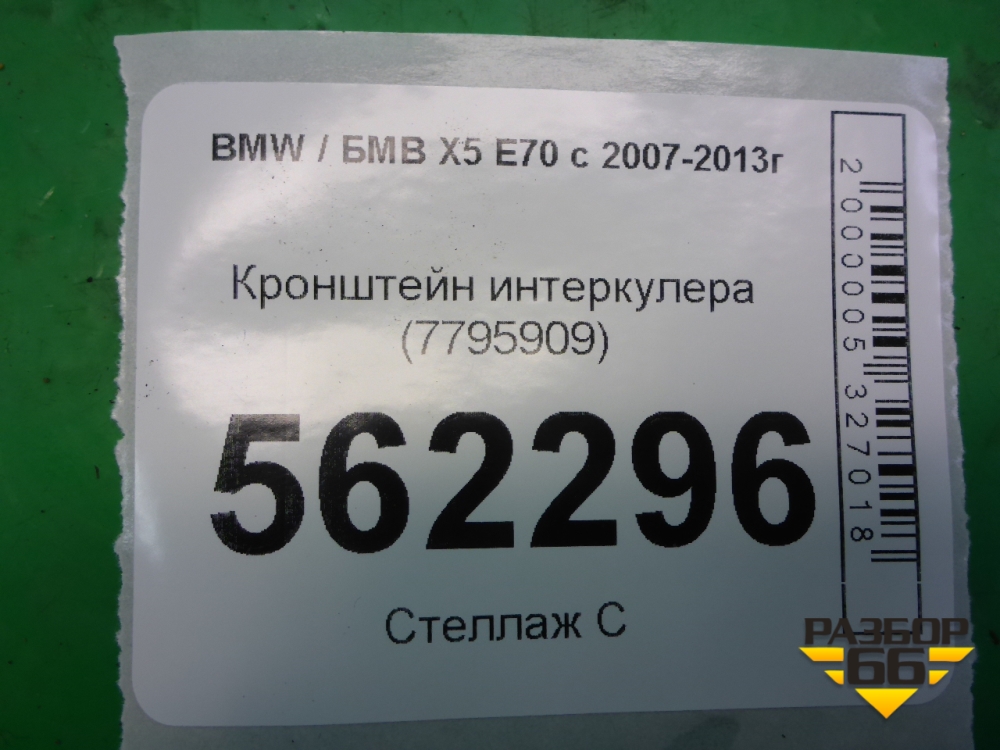 BMW / БМВ X5 E70 с 2007-2013г
Кронштейн интеркулера
(7795909)
562296
Стеллаж С
2000005327018
РАЗБОР
66